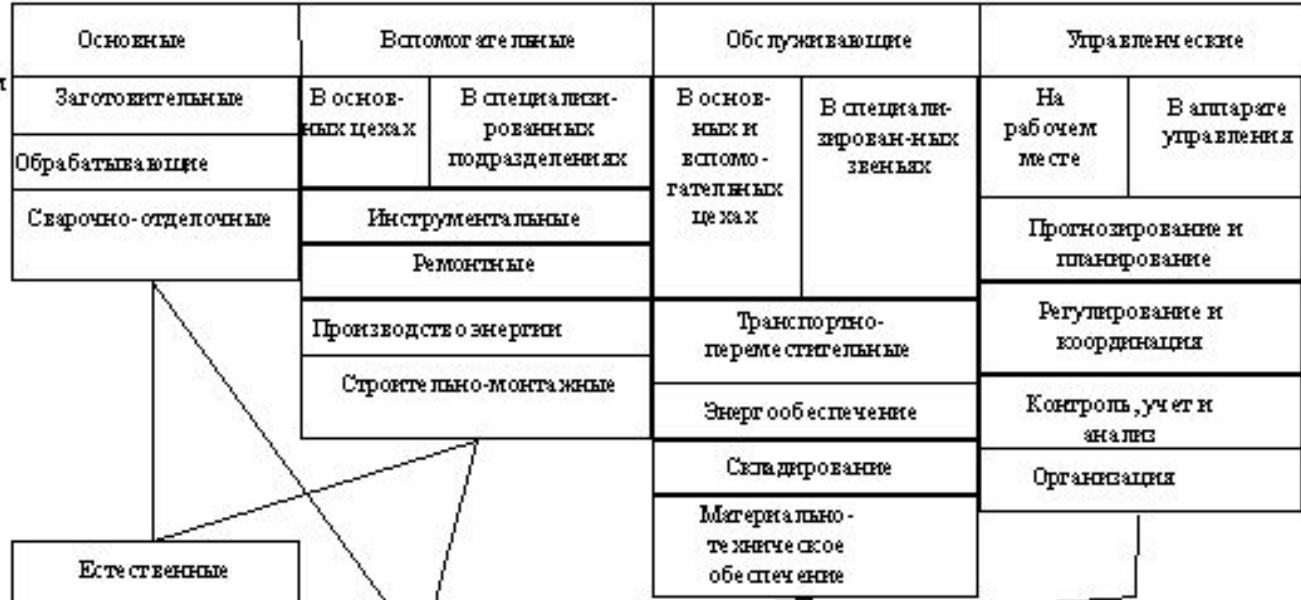 Основные
Вспомогательные
Обслуживающие
Управленческие
Заготовительные
Обрабатывающие
Сварочно-отделочные
В основ-
ных цехах
В специализи-
рованных
подразделениях
Инструментальные
Ремонтные
Производство энергии
Строительно-монтажные
В основ-
ных и
вспомо-
гательных
цехах
В специали-
зирован-ных
звеньях
Транспортно-
переместительные
Энергообеспечение
Складирование
Материально-
техническое
обеспечение
На
рабочем
месте
В аппарате
управления
Прогнозирование и
планирование
Регулирование и
координация
Контроль, учет и
анализ
Организация
Естественные